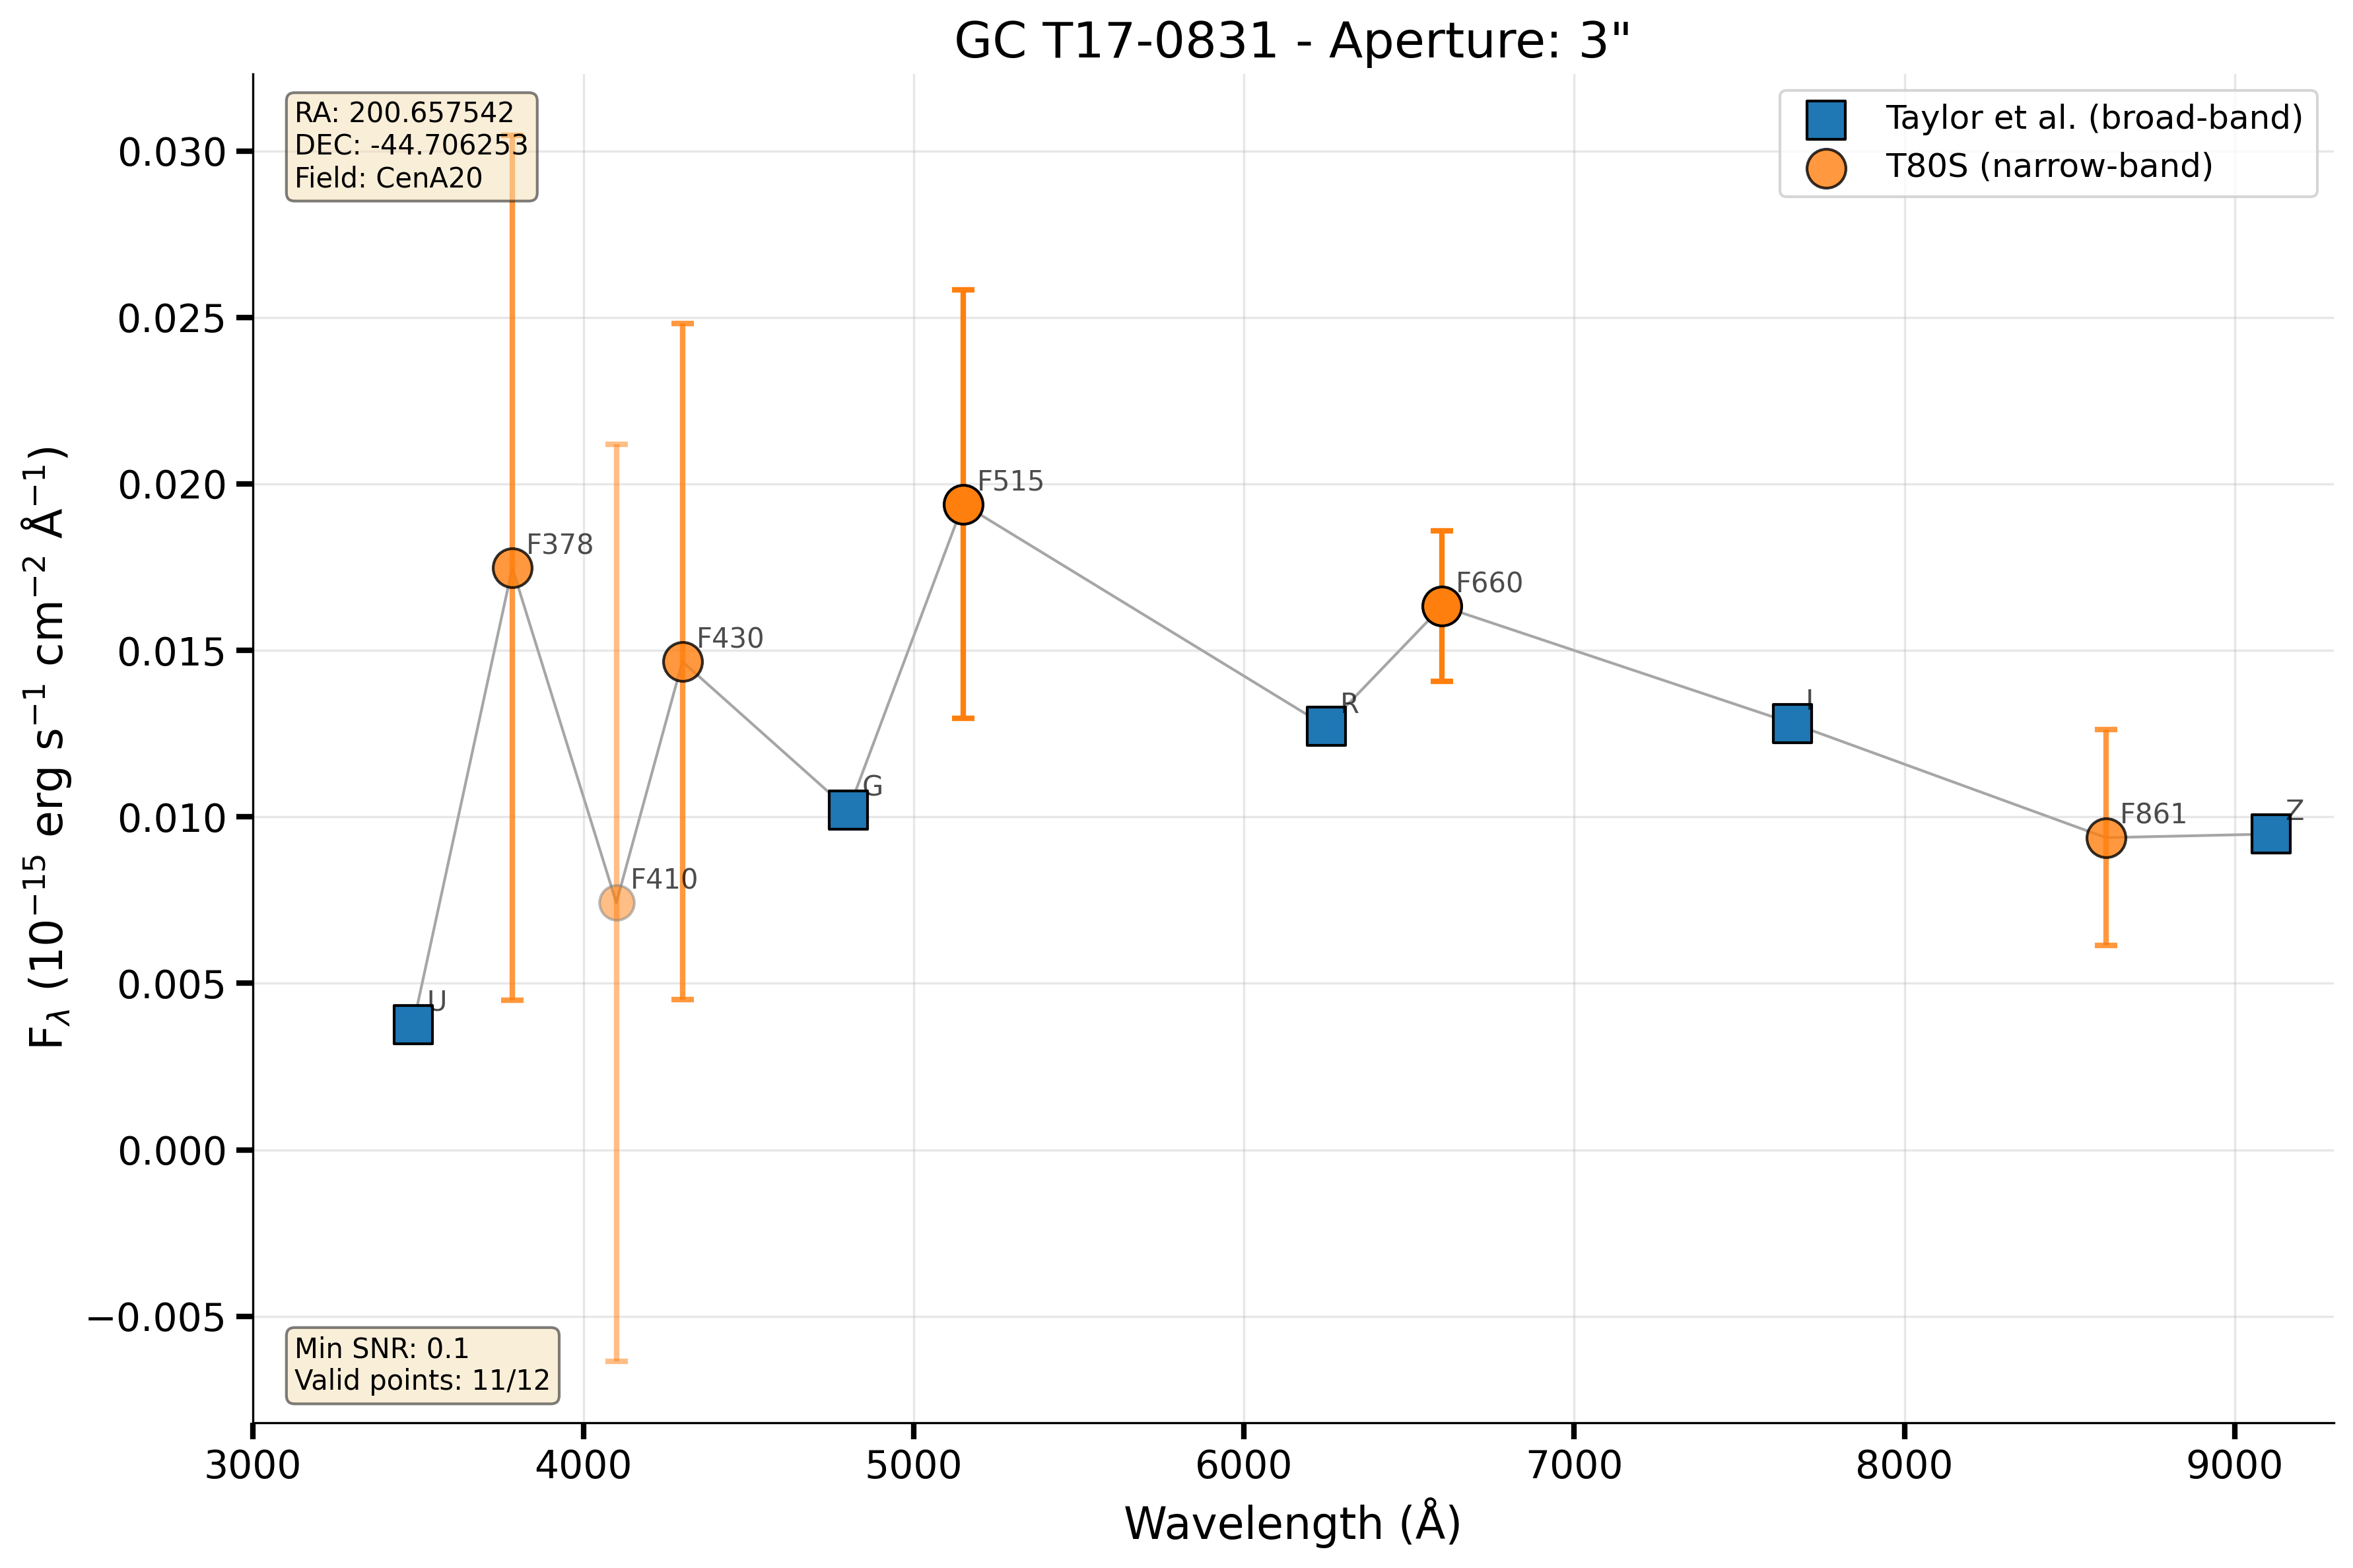 GC T17-0831 - Aperture: 3"
RA: 200.657542
DEC: -44.706253
Field: CenA20
Taylor et al. (broad-band)
T80S (narrow-band)
0.030
0.025
0.020
0.015
0.010
0.005
0.000
−0.005
F_λ (10⁻¹⁵ erg s⁻¹ cm⁻² Å⁻¹)
U
F378
F410
F430
G
F515
R
F660
I
F861
Z
Min SNR: 0.1
Valid points: 11/12
3000 4000 5000 6000 7000 8000 9000
Wavelength (Å)